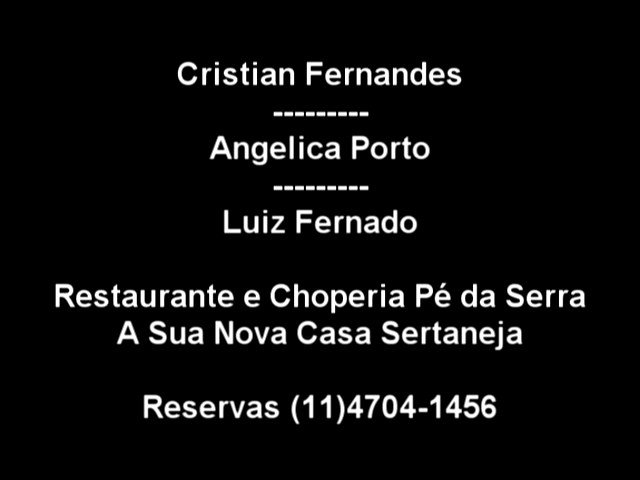 Cristian Fernandes
---------
Angelica Porto
---------
Luiz Fernado
Restaurante e Choperia Pé da Serra
A Sua Nova Casa Sertaneja
Reservas (11)4704-1456